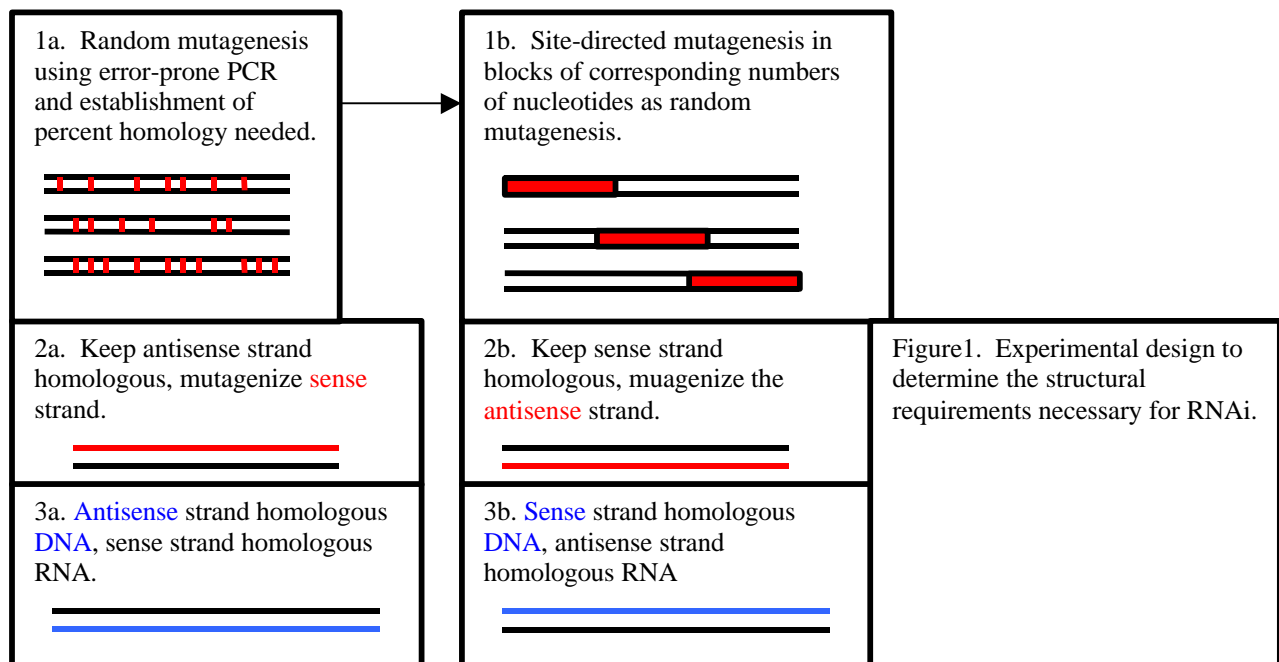 1a. Random mutagenesis
using error-prone PCR
and establishment of
percent homology needed.
1b. Site-directed mutagenesis in
blocks of corresponding numbers
of nucleotides as random
mutagenesis.
2a. Keep antisense strand
homologous, mutagenize sense
strand.
2b. Keep sense strand
homologous, muagenize the
antisense strand.
Figure1. Experimental design to
determine the structural
requirements necessary for RNAi.
3a. Antisense strand homologous
DNA, sense strand homologous
RNA.
3b. Sense strand homologous
DNA, antisense strand
homologous RNA